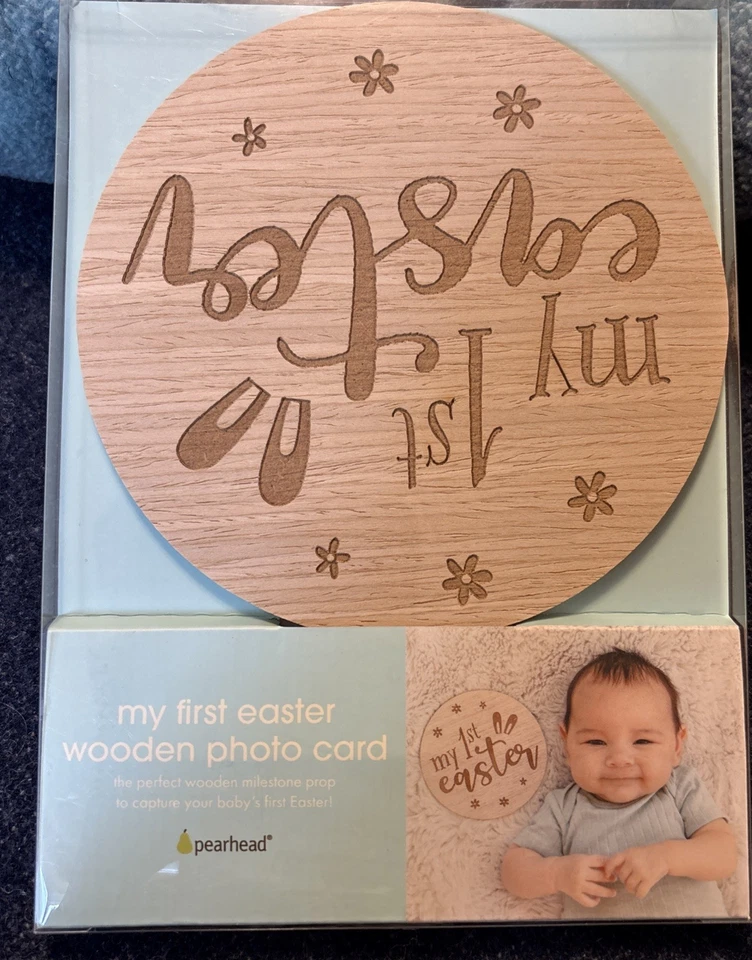 my
1st
easter
my first easter
wooden photo card
the perfect wooden milestone prop
to capture your baby's first Easter!
pearhead®
my 1st
easter